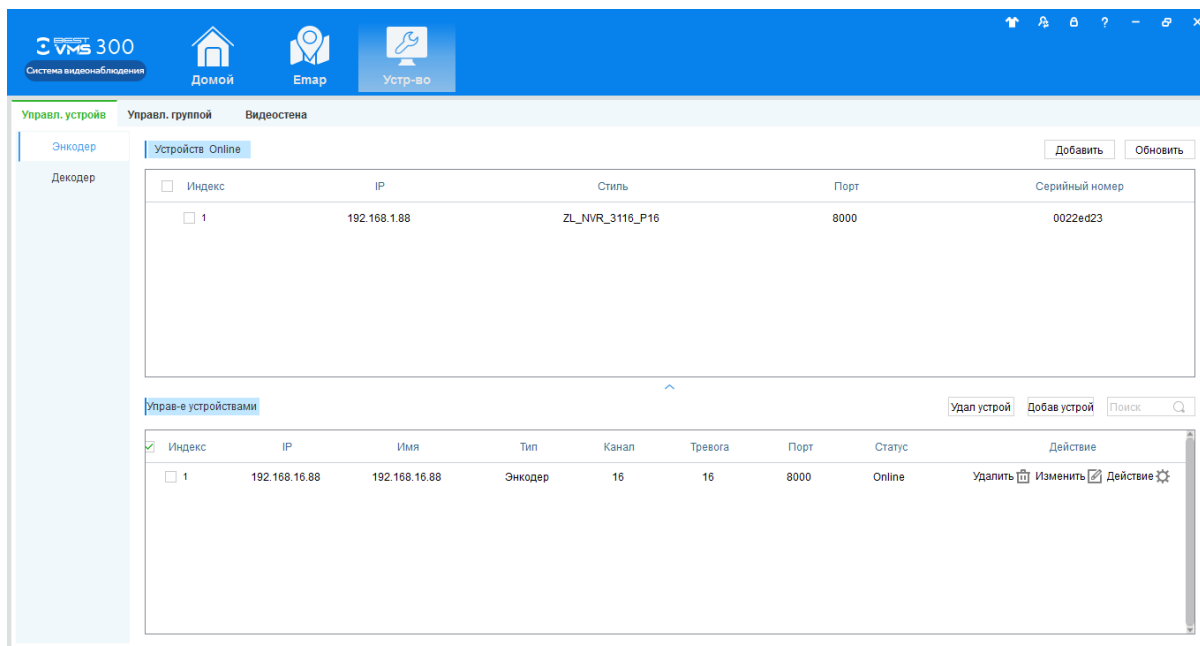 BEST
VMS 300
Система видеонаблюдения
Домой
Emap
Устр-во
?
Управл. устройв
Управл. группой
Видеостена
Энкодер
Декодер
Устройств Online
Добавить
Обновить
Индекс IP Стиль Порт Серийный номер
1 192.168.1.88 ZL_NVR_3116_P16 8000 0022ed23
Управ-е устройствами
Удал устрой
Добав устрой
Поиск
Индекс IP Имя Тип Канал Тревога Порт Статус Действие
1 192.168.16.88 192.168.16.88 Энкодер 16 16 8000 Online Удалить Изменить Действие